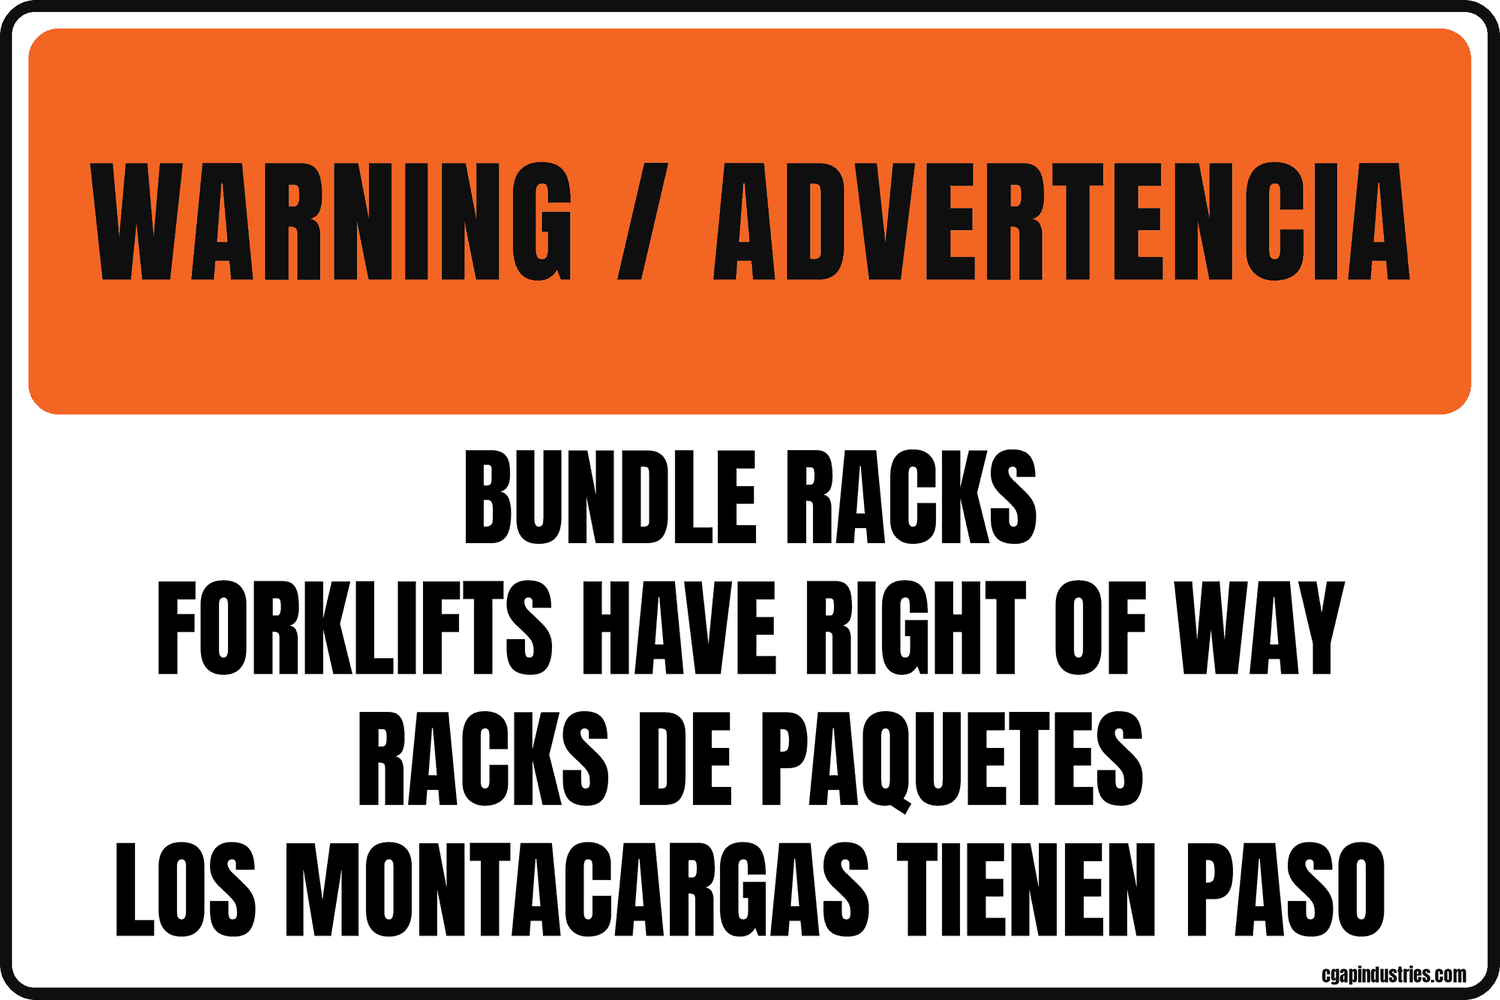 WARNING / ADVERTENCIA
BUNDLE RACKS
FORKLIFTS HAVE RIGHT OF WAY
RACKS DE PAQUETES
LOS MONTACARGAS TIENEN PASO
cgapindustries.com